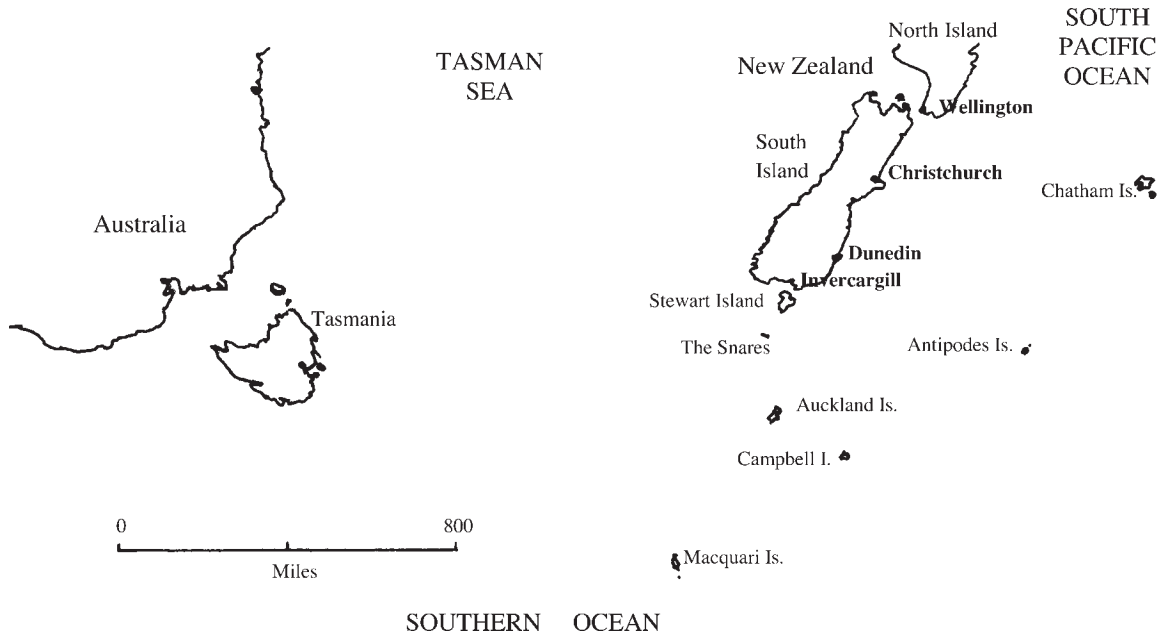 North Island
SOUTH
PACIFIC
OCEAN
TASMAN
SEA
New Zealand
Wellington
South
Island
Christchurch
Chatham Is.
Australia
Dunedin
Invercargill
Stewart Island
Tasmania
The Snares
Antipodes Is.
Auckland Is.
Campbell I.
0 800
Miles
Macquari Is.
SOUTHERN OCEAN